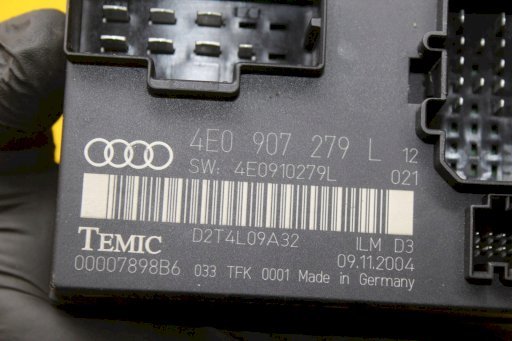 4E0 907 279 L 12
SW: 4E0910279L 021
TEMIC D2T4L09A32 ILM D3
09.11.2004
00007898B6 033 TFK 0001 Made in Germany